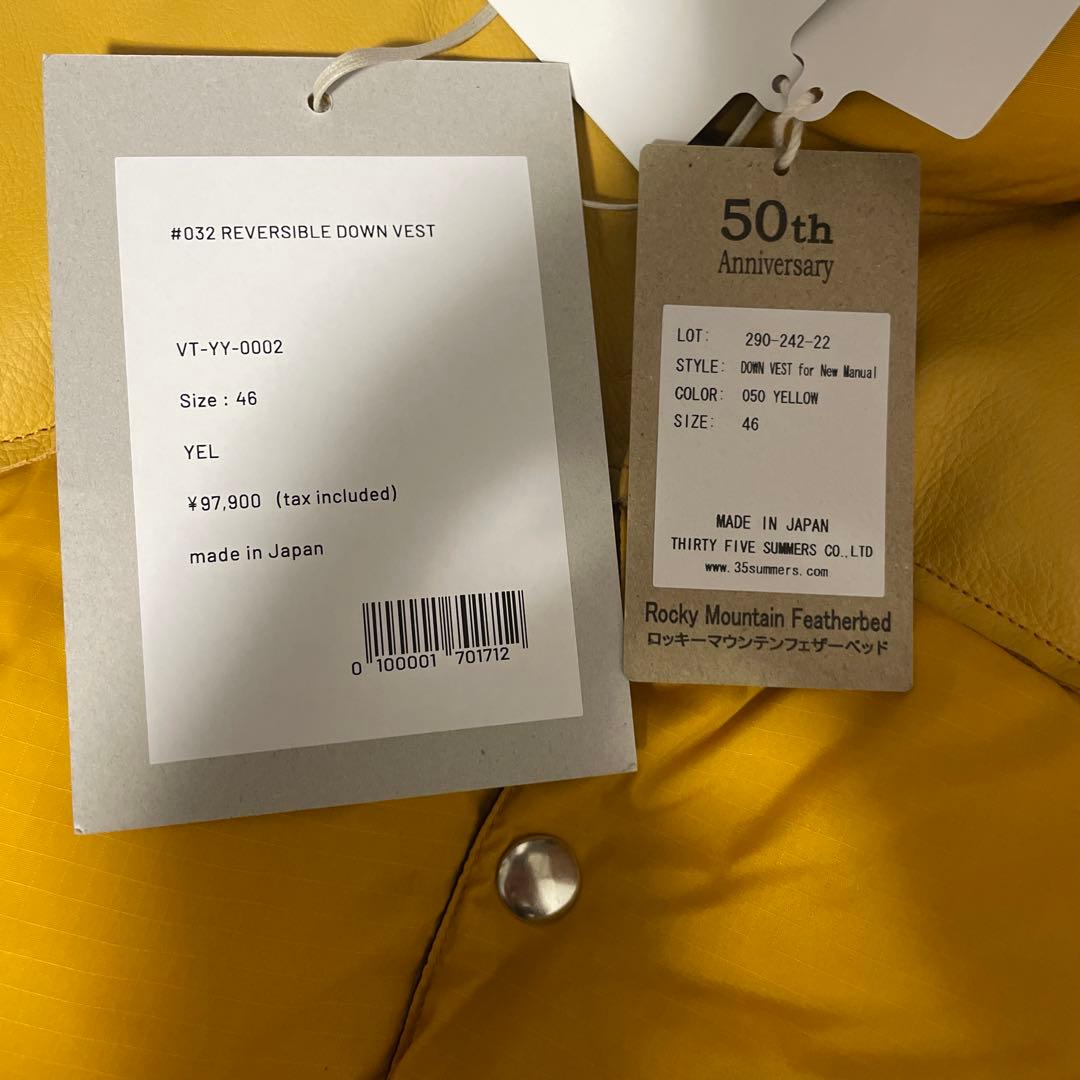 #032 REVERSIBLE DOWN VEST
VT-YY-0002
Size : 46
YEL
¥97,900 (tax included)
made in Japan
0 100001 701712
50th
Anniversary
LOT: 290-242-22
STYLE: DOWN VEST for New Manual
COLOR: 050 YELLOW
SIZE: 46
MADE IN JAPAN
THIRTY FIVE SUMMERS CO.,LTD
www.35summers.com
Rocky Mountain Featherbed
ロッキーマウンテンフェザーベッド